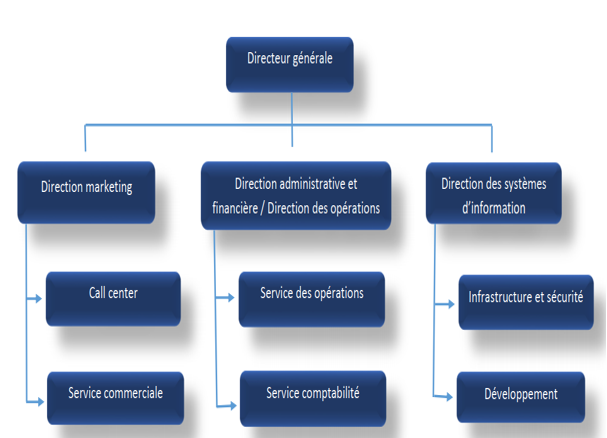 Directeur générale
Direction marketing
Direction administrative et
financière / Direction des opérations
Direction des systèmes
d'information
Call center
Service des opérations
Infrastructure et sécurité
Service commerciale
Service comptabilité
Développement